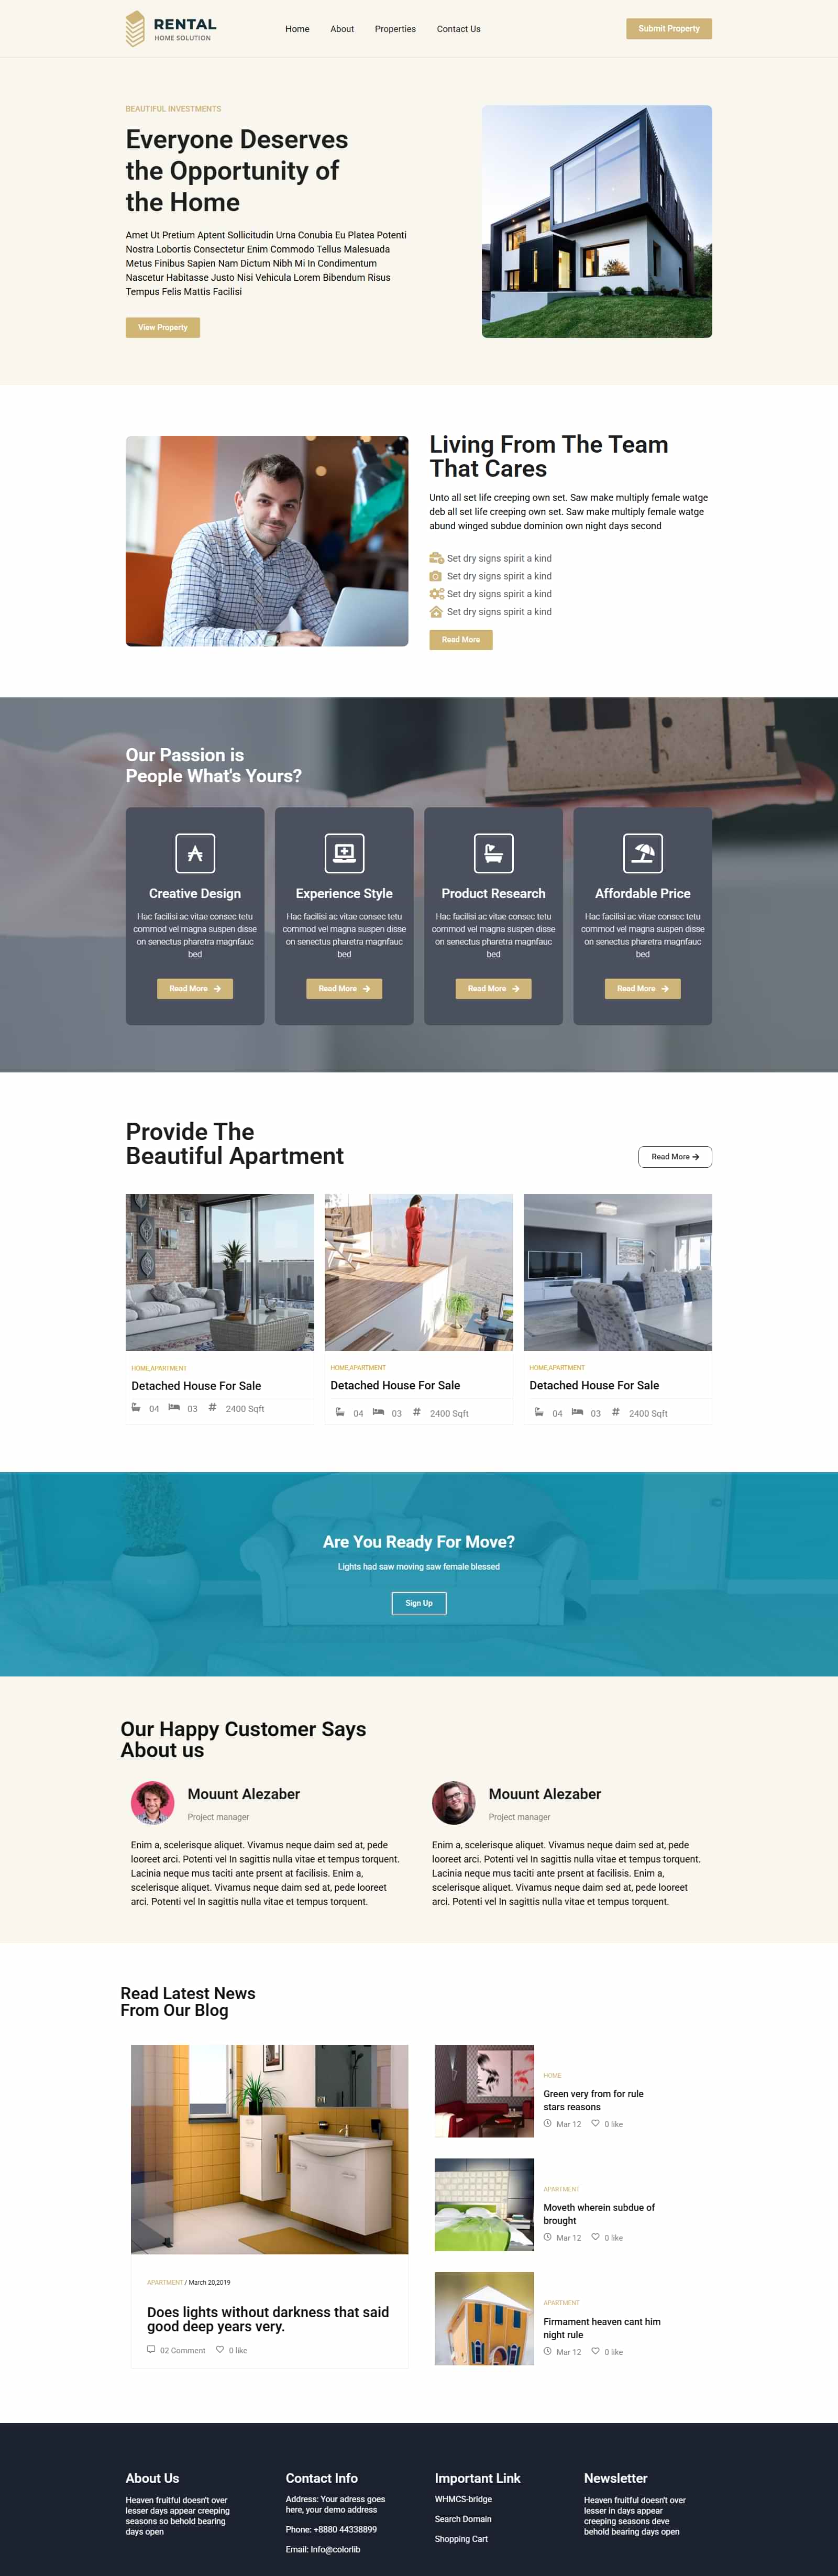 RENTAL
HOME SOLUTION
Home
About
Properties
Contact Us
Submit Property
BEAUTIFUL INVESTMENTS
Everyone Deserves
the Opportunity of
the Home
Amet Ut Pretium Aptent Sollicitudin Urna Conubia Eu Platea Potenti
Nostra Lobortis Consectetur Enim Commodo Tellus Malesuada
Metus Finibus Sapien Nam Dictum Nibh Mi In Condimentum
Nascetur Habitasse Justo Nisi Vehicula Lorem Bibendum Risus
Tempus Felis Mattis Facilisi
View Property
Living From The Team
That Cares
Unto all set life creeping own set. Saw make multiply female watge
deb all set life creeping own set. Saw make multiply female watge
abund winged subdue dominion own night days second
Set dry signs spirit a kind
Set dry signs spirit a kind
Set dry signs spirit a kind
Set dry signs spirit a kind
Read More
Our Passion is
People What's Yours?
Creative Design
Hac facilisi ac vitae consec tetu
commod vel magna suspen disse
on senectus pharetra magnfauc
bed
Read More
Experience Style
Hac facilisi ac vitae consec tetu
commod vel magna suspen disse
on senectus pharetra magnfauc
bed
Read More
Product Research
Hac facilisi ac vitae consec tetu
commod vel magna suspen disse
on senectus pharetra magnfauc
bed
Read More
Affordable Price
Hac facilisi ac vitae consec tetu
commod vel magna suspen disse
on senectus pharetra magnfauc
bed
Read More
Provide The
Beautiful Apartment
Read More
HOME,APARTMENT
Detached House For Sale
04 03 # 2400 Sqft
HOME,APARTMENT
Detached House For Sale
04 03 # 2400 Sqft
HOME,APARTMENT
Detached House For Sale
04 03 # 2400 Sqft
Are You Ready For Move?
Lights had saw moving saw female blessed
Sign Up
Our Happy Customer Says
About us
Mouunt Alezaber
Project manager
Enim a, scelerisque aliquet. Vivamus neque daim sed at, pede
looreet arci. Potenti vel In sagittis nulla vitae et tempus torquent.
Lacinia neque mus taciti ante prsent at facilisis. Enim a,
scelerisque aliquet. Vivamus neque daim sed at, pede looreet
arci. Potenti vel In sagittis nulla vitae et tempus torquent.
Mouunt Alezaber
Project manager
Enim a, scelerisque aliquet. Vivamus neque daim sed at, pede
looreet arci. Potenti vel In sagittis nulla vitae et tempus torquent.
Lacinia neque mus taciti ante prsent at facilisis. Enim a,
scelerisque aliquet. Vivamus neque daim sed at, pede looreet
arci. Potenti vel In sagittis nulla vitae et tempus torquent.
Read Latest News
From Our Blog
APARTMENT / March 20,2019
Does lights without darkness that said
good deep years very.
02 Comment 0 like
HOME
Green very from for rule
stars reasons
Mar 12 0 like
APARTMENT
Moveth wherein subdue of
brought
Mar 12 0 like
APARTMENT
Firmament heaven cant him
night rule
Mar 12 0 like
About Us
Heaven fruitful doesn't over
lesser days appear creeping
seasons so behold bearing
days open
Contact Info
Address: Your adress goes
here, your demo address
Phone: +8880 44338899
Email: Info@colorlib
Important Link
WHMCS-bridge
Search Domain
Shopping Cart
Newsletter
Heaven fruitful doesn't over
lesser in days appear
creeping seasons deve
behold bearing days open